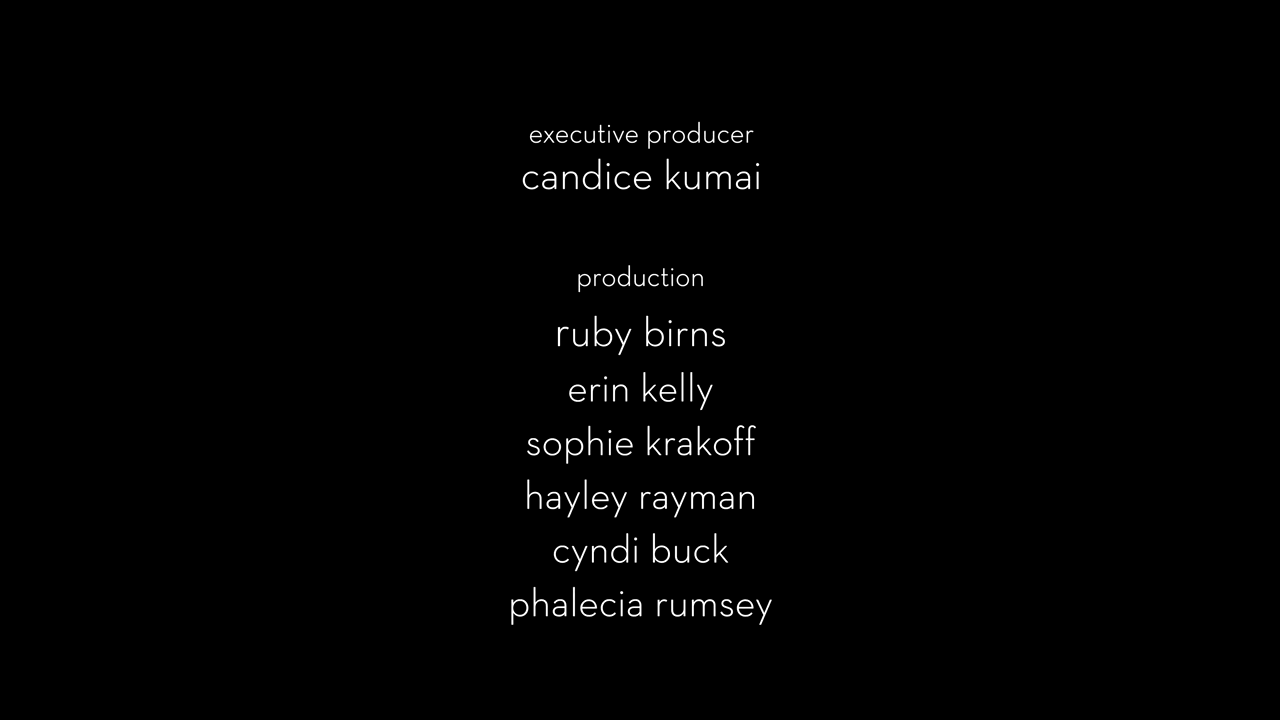 executive producer
candice kumai
production
ruby birns
erin kelly
sophie krakoff
hayley rayman
cyndi buck
phalecia rumsey